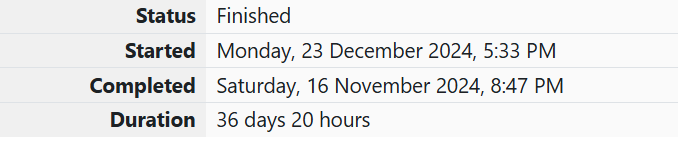 Status Finished
Started Monday, 23 December 2024, 5:33 PM
Completed Saturday, 16 November 2024, 8:47 PM
Duration 36 days 20 hours